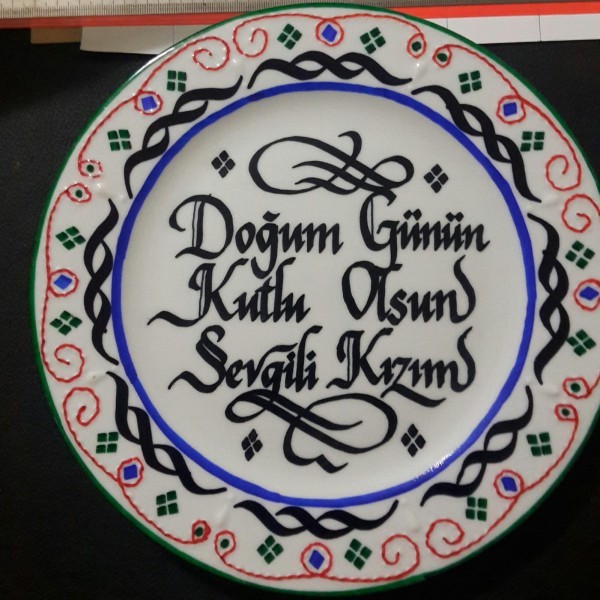 Doğum Günün
Kutlu Olsun
Sevgili Kızım